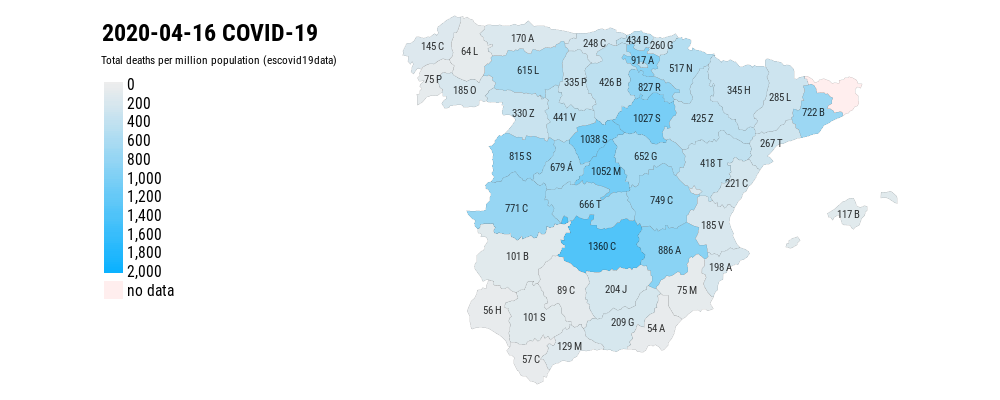 2020-04-16 COVID-19
Total deaths per million population (escovid19data)
0
200
400
600
800
1,000
1,200
1,400
1,600
1,800
2,000
no data
145 C
64 L
170 A
248 C
434 B
260 G
75 P
185 O
615 L
335 P
426 B
917 A
517 N
827 R
345 H
285 L
722 B
330 Z
441 V
1027 S
425 Z
1038 S
267 T
815 S
679 Á
1052 M
652 G
418 T
221 C
771 C
666 T
749 C
117 B
185 V
101 B
1360 C
886 A
198 A
89 C
204 J
75 M
56 H
101 S
209 G
54 A
129 M
57 C